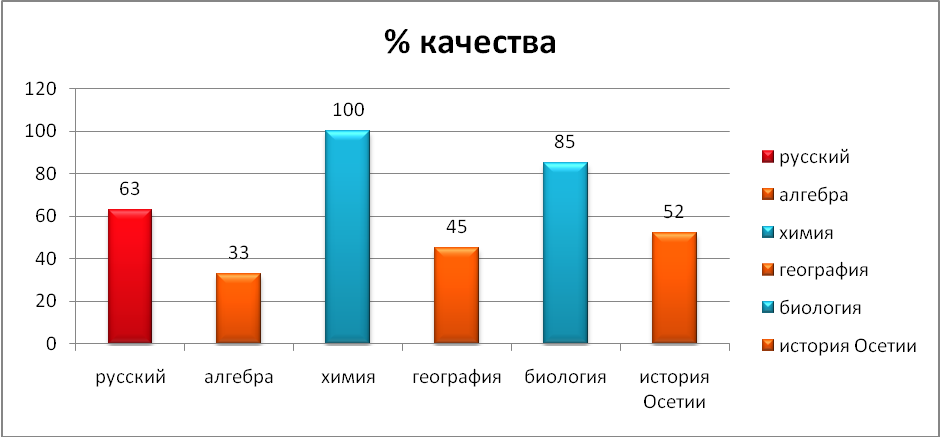 % качества
120
100
80
60
40
20
0
63
33
100
45
85
52
русский
алгебра
химия
география
биология
история
Осетии
русский
алгебра
химия
география
биология
история Осетии